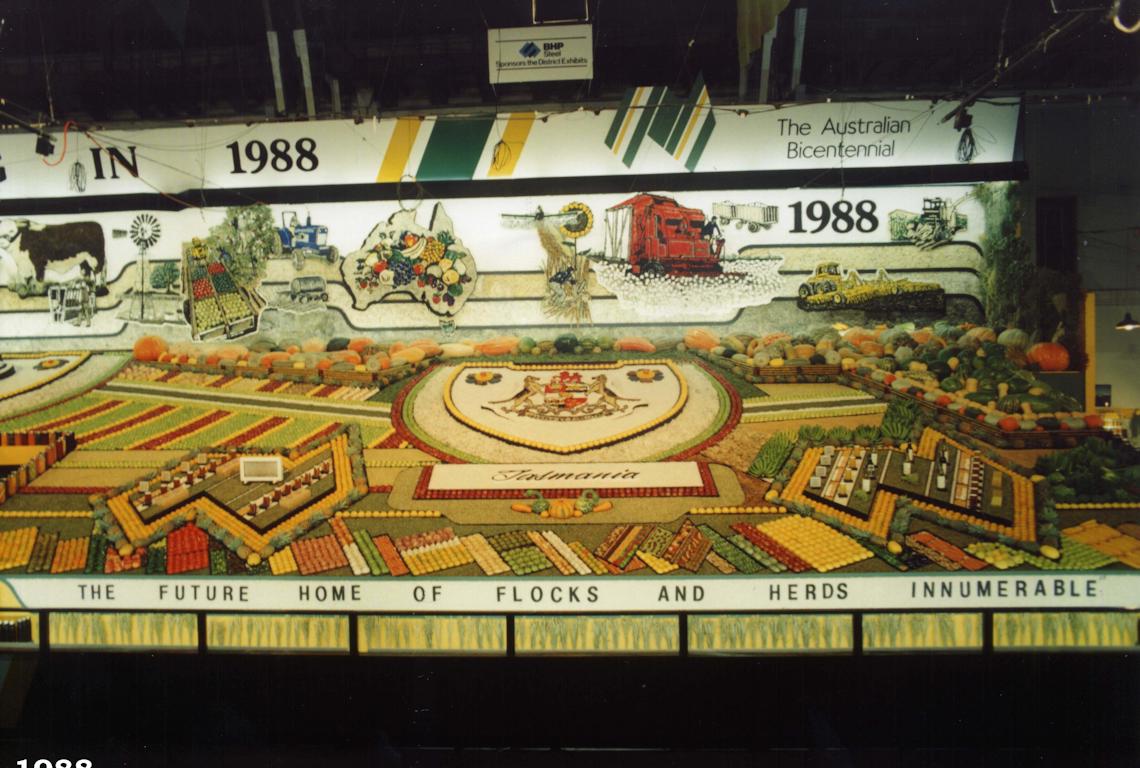 BHP
Steel
Sponsors the District Exhibits
IN 1988
The Australian
Bicentennial
1988
Tasmania
THE FUTURE HOME OF FLOCKS AND HERDS INNUMERABLE
1988